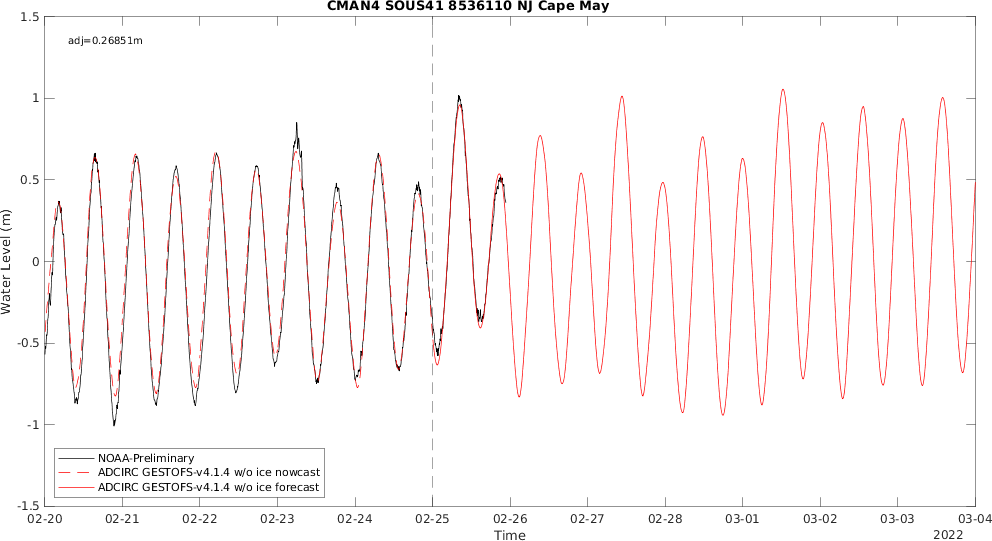 CMAN4 SOUS41 8536110 NJ Cape May
adj=0.26851m
1.5
1
0.5
0
-0.5
-1
-1.5
Water Level (m)
NOAA-Preliminary
ADCIRC GESTOFS-v4.1.4 w/o ice nowcast
ADCIRC GESTOFS-v4.1.4 w/o ice forecast
02-20 02-21 02-22 02-23 02-24 02-25 02-26 02-27 02-28 03-01 03-02 03-03 03-04
Time
2022